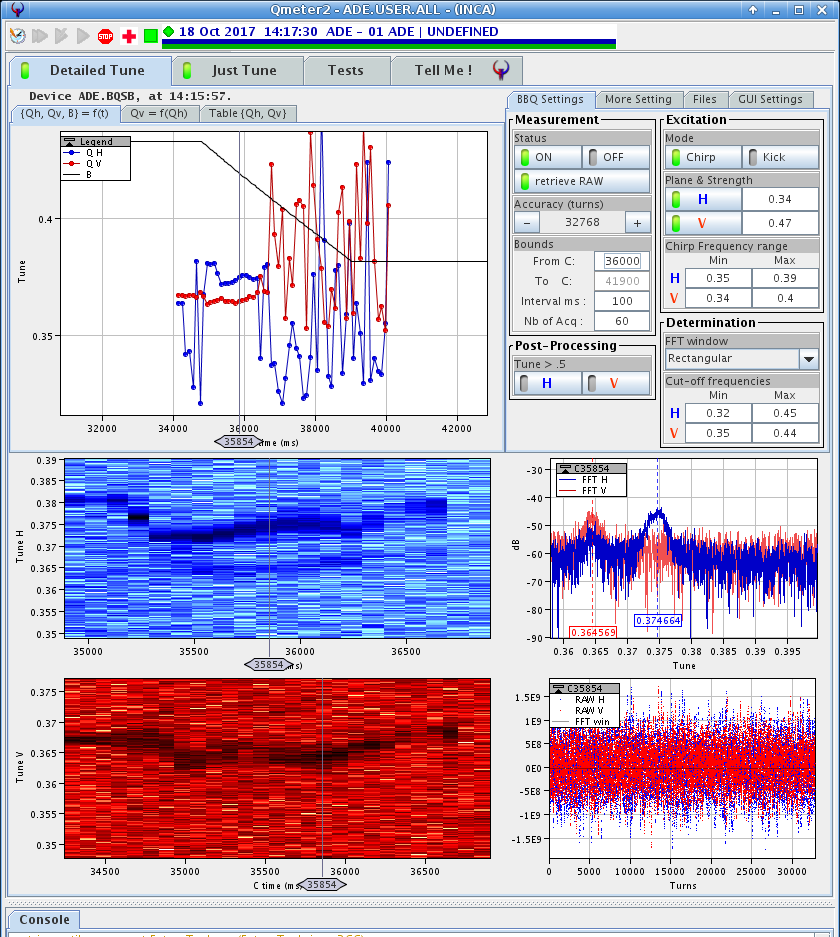 Qmeter2 - ADE.USER.ALL - (INCA)
STOP 18 Oct 2017 14:17:30 ADE - 01 ADE | UNDEFINED
Detailed Tune Just Tune Tests Tell Me !
Device ADE.BQSB, at 14:15:57.
{Qh, Qv, B} = f(t) Qv = f(Qh) Table {Qh, Qv}
Legend
Q H
Q V
B
0.4
0.35
Tune
32000 34000 36000 38000 40000 42000
35854 time (ms)
BBQ Settings More Setting Files GUI Settings
Measurement
Status
ON OFF
retrieve RAW
Accuracy (turns)
− 32768 +
Bounds
From C: 36000
To C: 41900
Interval ms : 100
Nb of Acq : 60
Post-Processing
Tune > .5
H V
Excitation
Mode
Chirp Kick
Plane & Strength
H 0.34
V 0.47
Chirp Frequency range
Min Max
H 0.35 0.39
V 0.34 0.4
Determination
FFT window
Rectangular
Cut-off frequencies
Min Max
H 0.32 0.45
V 0.35 0.44
0.39
0.385
0.38
0.375
0.37
0.365
0.36
0.355
0.35
Tune H
35000 35500 36000 36500
35854 ms)
C35854
FFT H
FFT V
-30
-40
-50
-60
-70
-80
-90
dB
0.364569
0.374664
0.36 0.365 0.37 0.375 0.38 0.385 0.39 0.395
Tune
0.375
0.37
0.365
0.36
0.355
0.35
Tune V
34500 35000 35500 36000 36500
C time (ms) 35854
C35854
RAW H
RAW V
FFT win
1.5E9
1E9
5E8
0E0
-5E8
-1E9
-1.5E9
0 5000 10000 15000 20000 25000 30000
Turns
Console